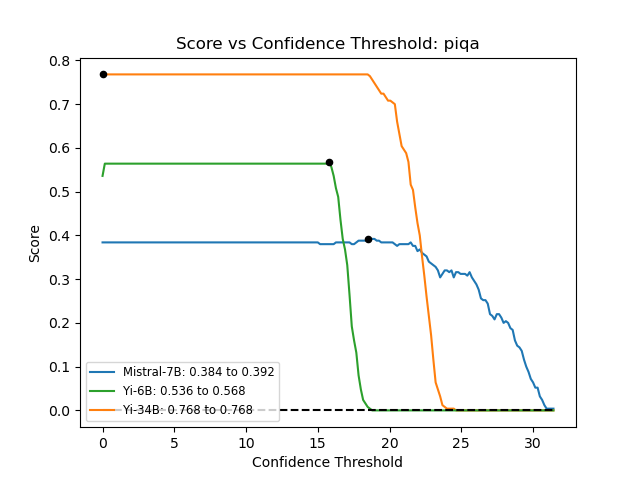 Score vs Confidence Threshold: piqa
0.8
0.7
0.6
0.5
0.4
0.3
0.2
0.1
0.0
Score
Mistral-7B: 0.384 to 0.392
Yi-6B: 0.536 to 0.568
Yi-34B: 0.768 to 0.768
0 5 10 15 20 25 30
Confidence Threshold